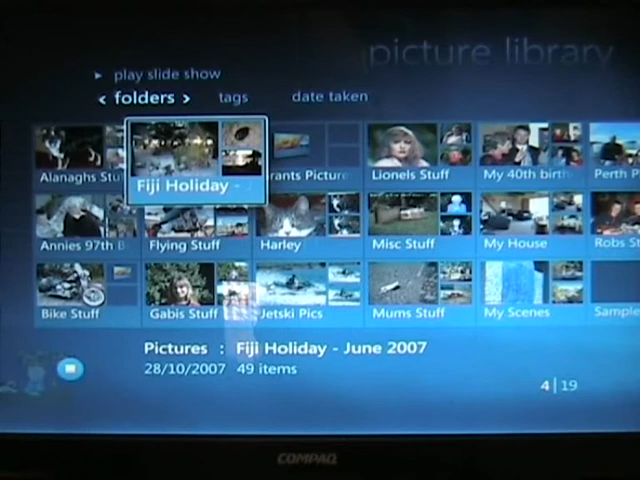 picture library
play slide show
< folders > tags date taken
Alanaghs Stu Fiji Holiday - rants Picture Lionels Stuff My 40th birth Perth P
Annies 97th B Flying Stuff Harley Misc Stuff My House Robs St
Bike Stuff Gabis Stuff Jetski Pics Mums Stuff My Scenes Sample
Pictures : Fiji Holiday - June 2007
28/10/2007 49 items
4|19
COMPAQ